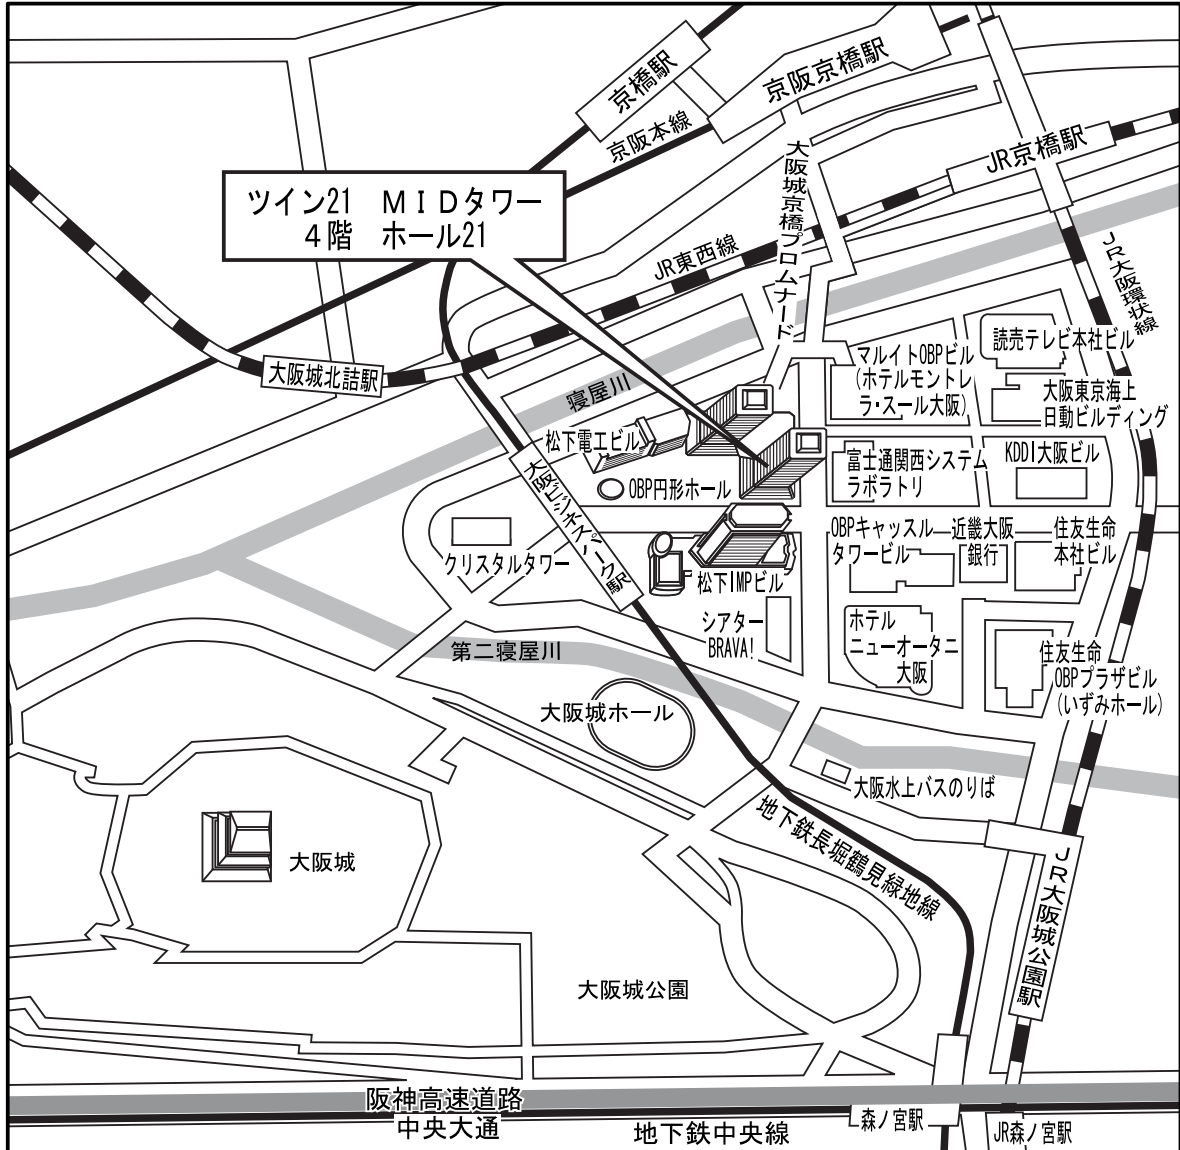 京橋駅
京阪京橋駅
京阪本線
JR京橋駅
大阪城京橋プロムナード
ツイン21　ＭＩＤタワー
４階　ホール21
JR東西線
JR大阪環状線
大阪城北詰駅
寝屋川
読売テレビ本社ビル
マルイトOBPビル
(ホテルモントレ
ラ・スール大阪)
大阪東京海上
日動ビルディング
松下電工ビル
大阪ビジネスパーク駅
OBP円形ホール
富士通関西システム
ラボラトリ
KDDI大阪ビル
クリスタルタワー
松下IMPビル
OBPキャッスル
タワービル
近畿大阪
銀行
住友生命
本社ビル
シアター
BRAVA!
ホテル
ニューオータニ
大阪
住友生命
OBPプラザビル
(いずみホール)
第二寝屋川
大阪城ホール
大阪水上バスのりば
地下鉄長堀鶴見緑地線
大阪城
JR大阪城公園駅
大阪城公園
阪神高速道路
中央大通
地下鉄中央線
森ノ宮駅
JR森ノ宮駅